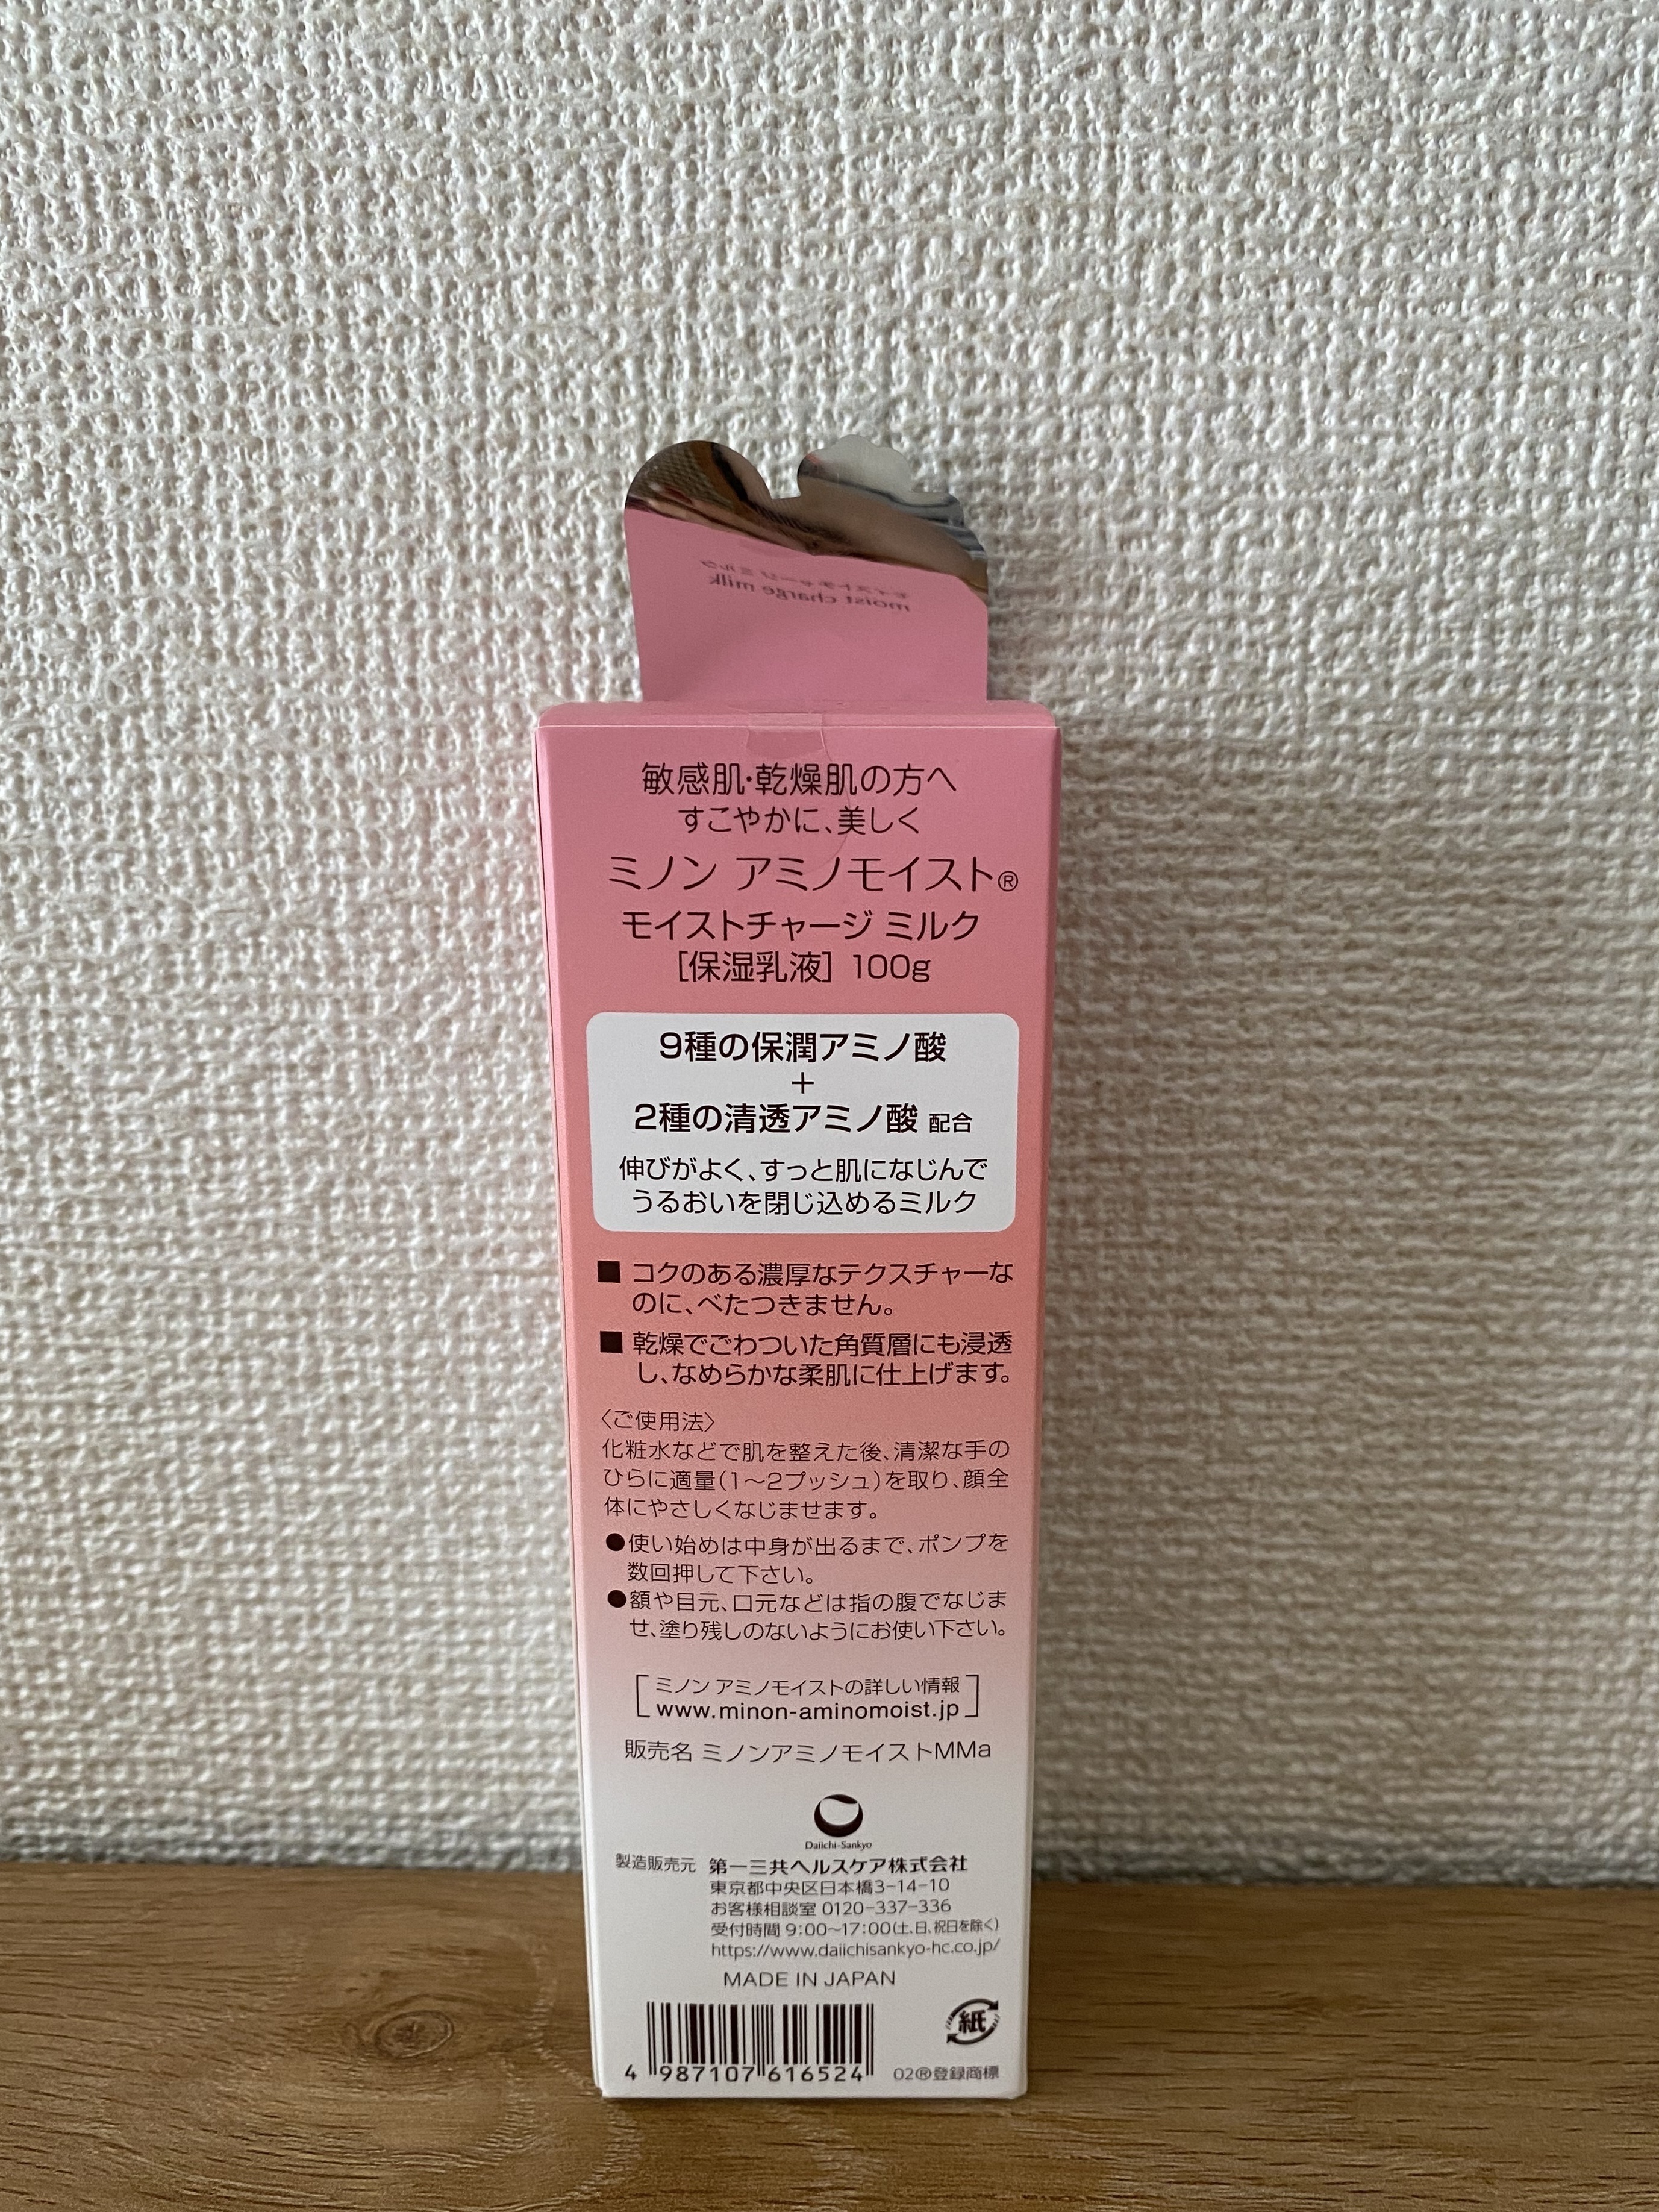 モイストチャージ ミルク
moist charge milk
敏感肌・乾燥肌の方へ
すこやかに、美しく
ミノン アミノモイスト®
モイストチャージ ミルク
[保湿乳液] 100g
9種の保潤アミノ酸
+
2種の清透アミノ酸 配合
伸びがよく、すっと肌になじんで
うるおいを閉じ込めるミルク
■ コクのある濃厚なテクスチャーな
のに、べたつきません。
■ 乾燥でごわついた角質層にも浸透
し、なめらかな柔肌に仕上げます。
〈ご使用法〉
化粧水などで肌を整えた後、清潔な手の
ひらに適量(1〜2プッシュ)を取り、顔全
体にやさしくなじませます。
●使い始めは中身が出るまで、ポンプを
数回押して下さい。
●額や目元、口元などは指の腹でなじま
せ、塗り残しのないようにお使い下さい。
ミノン アミノモイストの詳しい情報
www.minon-aminomoist.jp
販売名 ミノンアミノモイストMMa
Daiichi-Sankyo
製造販売元 第一三共ヘルスケア株式会社
東京都中央区日本橋3-14-10
お客様相談室 0120-337-336
受付時間 9:00〜17:00(土、日、祝日を除く)
https://www.daiichisankyo-hc.co.jp/
MADE IN JAPAN
紙
4 987107 616524
02®登録商標